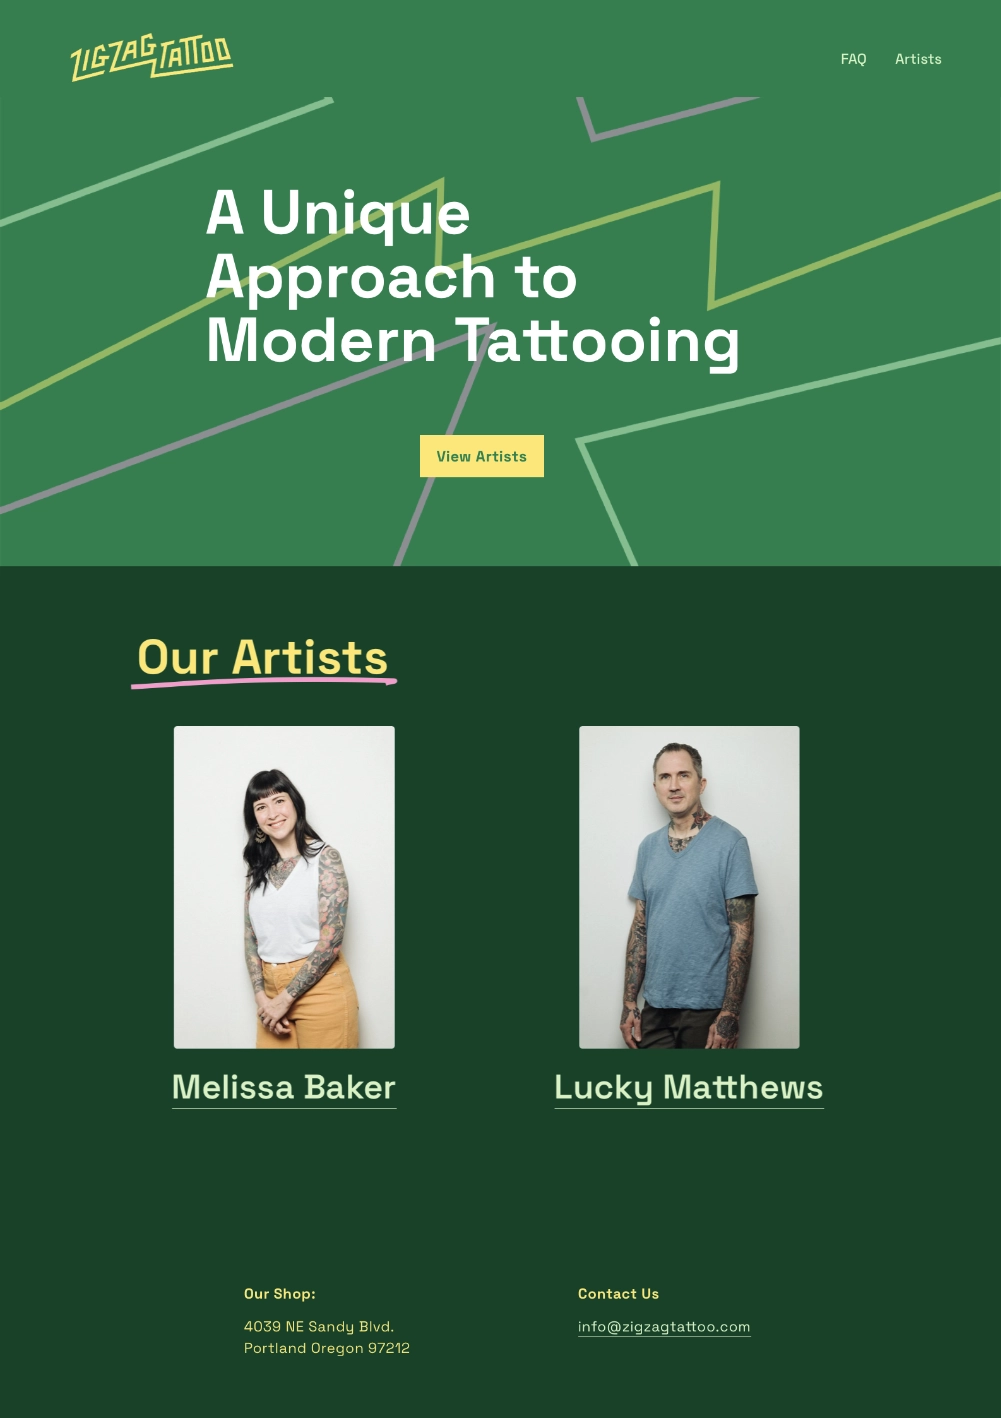 ZIGZAG TATTOO
FAQ Artists
A Unique
Approach to
Modern Tattooing
View Artists
Our Artists
Melissa Baker
Lucky Matthews
Our Shop:
4039 NE Sandy Blvd.
Portland Oregon 97212
Contact Us
info@zigzagtattoo.com